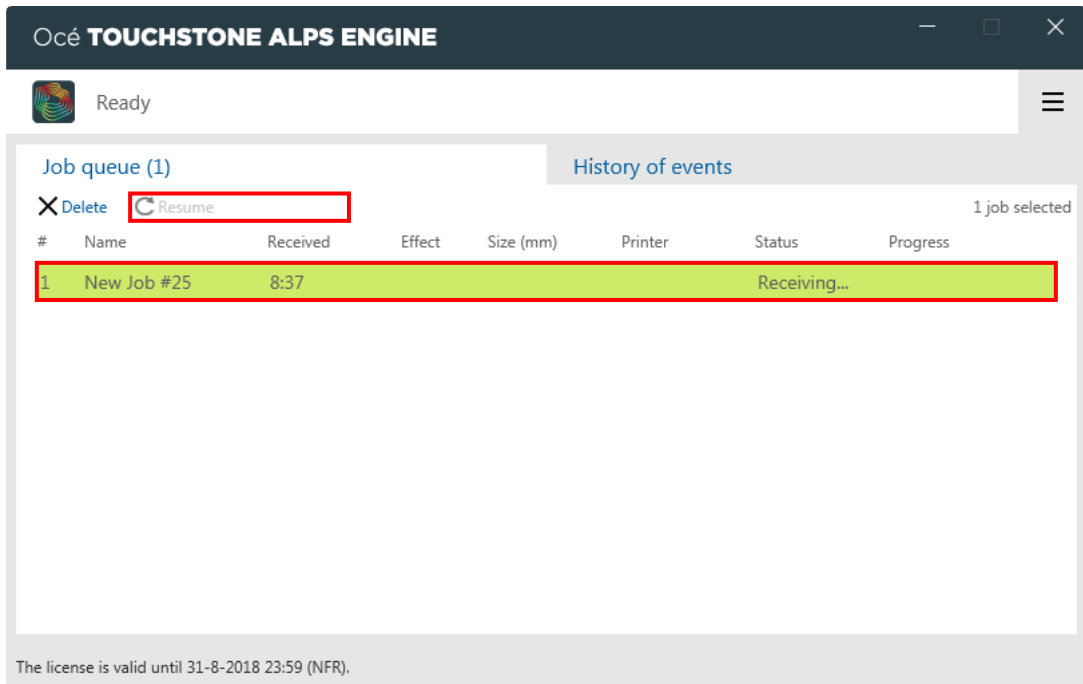 Océ TOUCHSTONE ALPS ENGINE
Ready
Job queue (1) History of events
Delete Resume 1 job selected
# Name Received Effect Size (mm) Printer Status Progress
1 New Job #25 8:37 Receiving...
The license is valid until 31-8-2018 23:59 (NFR).